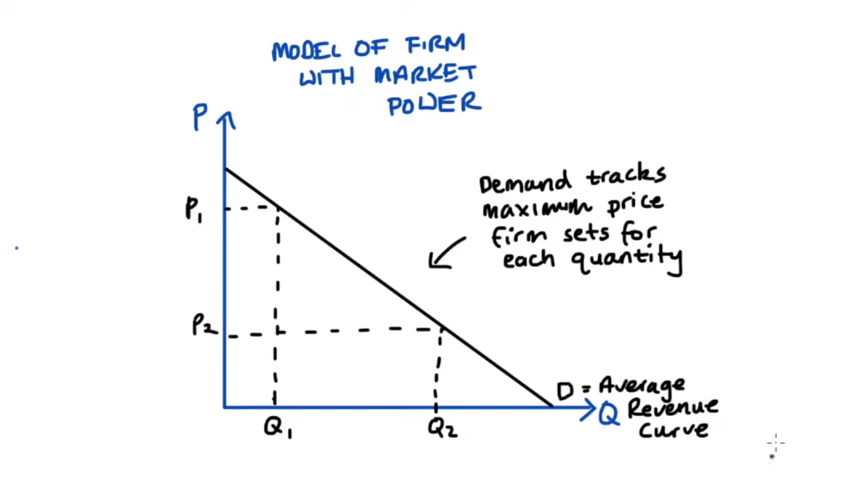 MODEL OF FIRM
WITH MARKET
POWER
P
Demand tracks
maximum price
firm sets for
each quantity
P1
P2
D = Average
Q Revenue
Curve
Q1
Q2